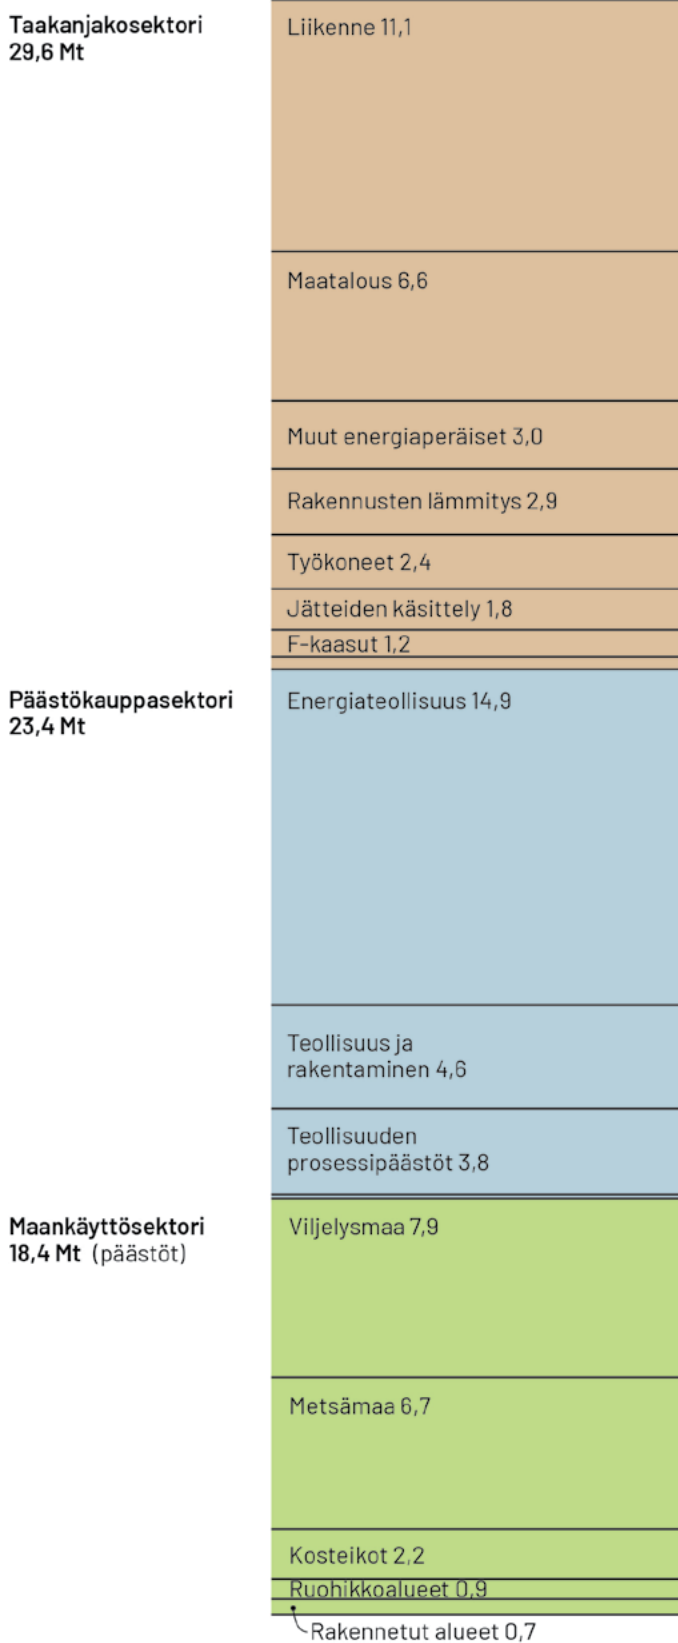 Taakanjakosektori
29,6 Mt
Liikenne 11,1
Maatalous 6,6
Muut energiaperäiset 3,0
Rakennusten lämmitys 2,9
Työkoneet 2,4
Jätteiden käsittely 1,8
F-kaasut 1,2
Päästökauppasektori
23,4 Mt
Energiateollisuus 14,9
Teollisuus ja
rakentaminen 4,6
Teollisuuden
prosessipäästöt 3,8
Maankäyttösektori
18,4 Mt (päästöt)
Viljelysmaa 7,9
Metsämaa 6,7
Kosteikot 2,2
Ruohikkoalueet 0,9
Rakennetut alueet 0,7